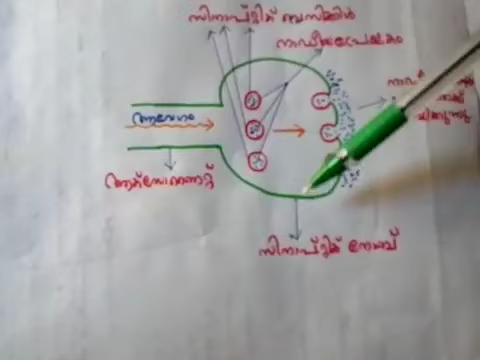 സിനാപ്റ്റിക് വെസിക്കിൾ
നാഡീയപ്രേഷകം
ആവേഗം
ആക്സോണൈറ്റ്
സിനാപ്റ്റിക് നോബ്